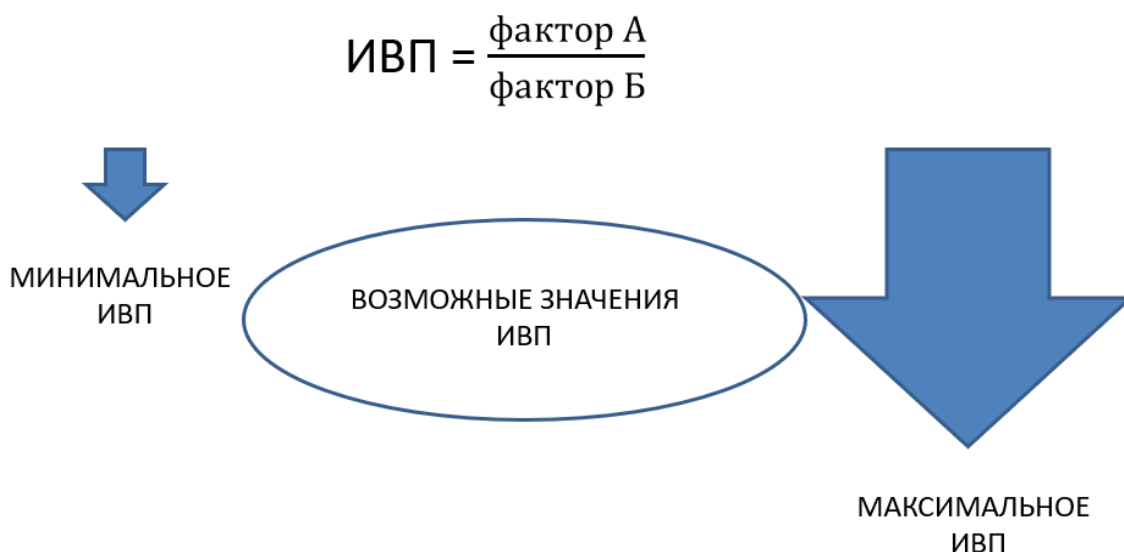 ИВП = фактор А
фактор Б
МИНИМАЛЬНОЕ
ИВП
ВОЗМОЖНЫЕ ЗНАЧЕНИЯ
ИВП
МАКСИМАЛЬНОЕ
ИВП